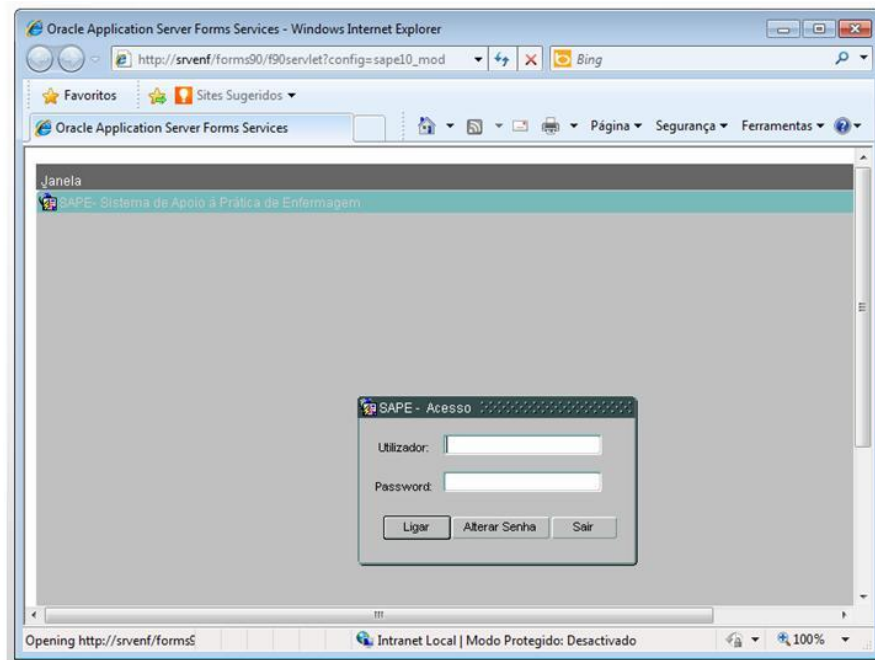 Oracle Application Server Forms Services - Windows Internet Explorer
http://srvenf/forms90/f90servlet?config=sape10_mod
Bing
Favoritos
Sites Sugeridos
Oracle Application Server Forms Services
Página
Segurança
Ferramentas
Janela
SAPE- Sistema de Apoio á Prática de Enfermagem
SAPE - Acesso
Utilizador:
Password:
Ligar
Alterar Senha
Sair
Opening http://srvenf/forms9
Intranet Local | Modo Protegido: Desactivado
100%